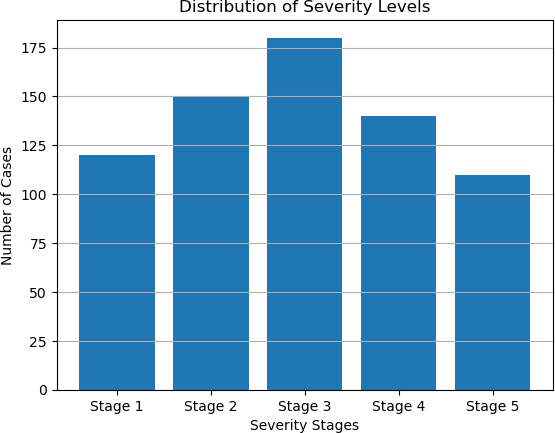 Distribution of Severity Levels
175
150
125
100
75
50
25
0
Number of Cases
Stage 1 Stage 2 Stage 3 Stage 4 Stage 5
Severity Stages